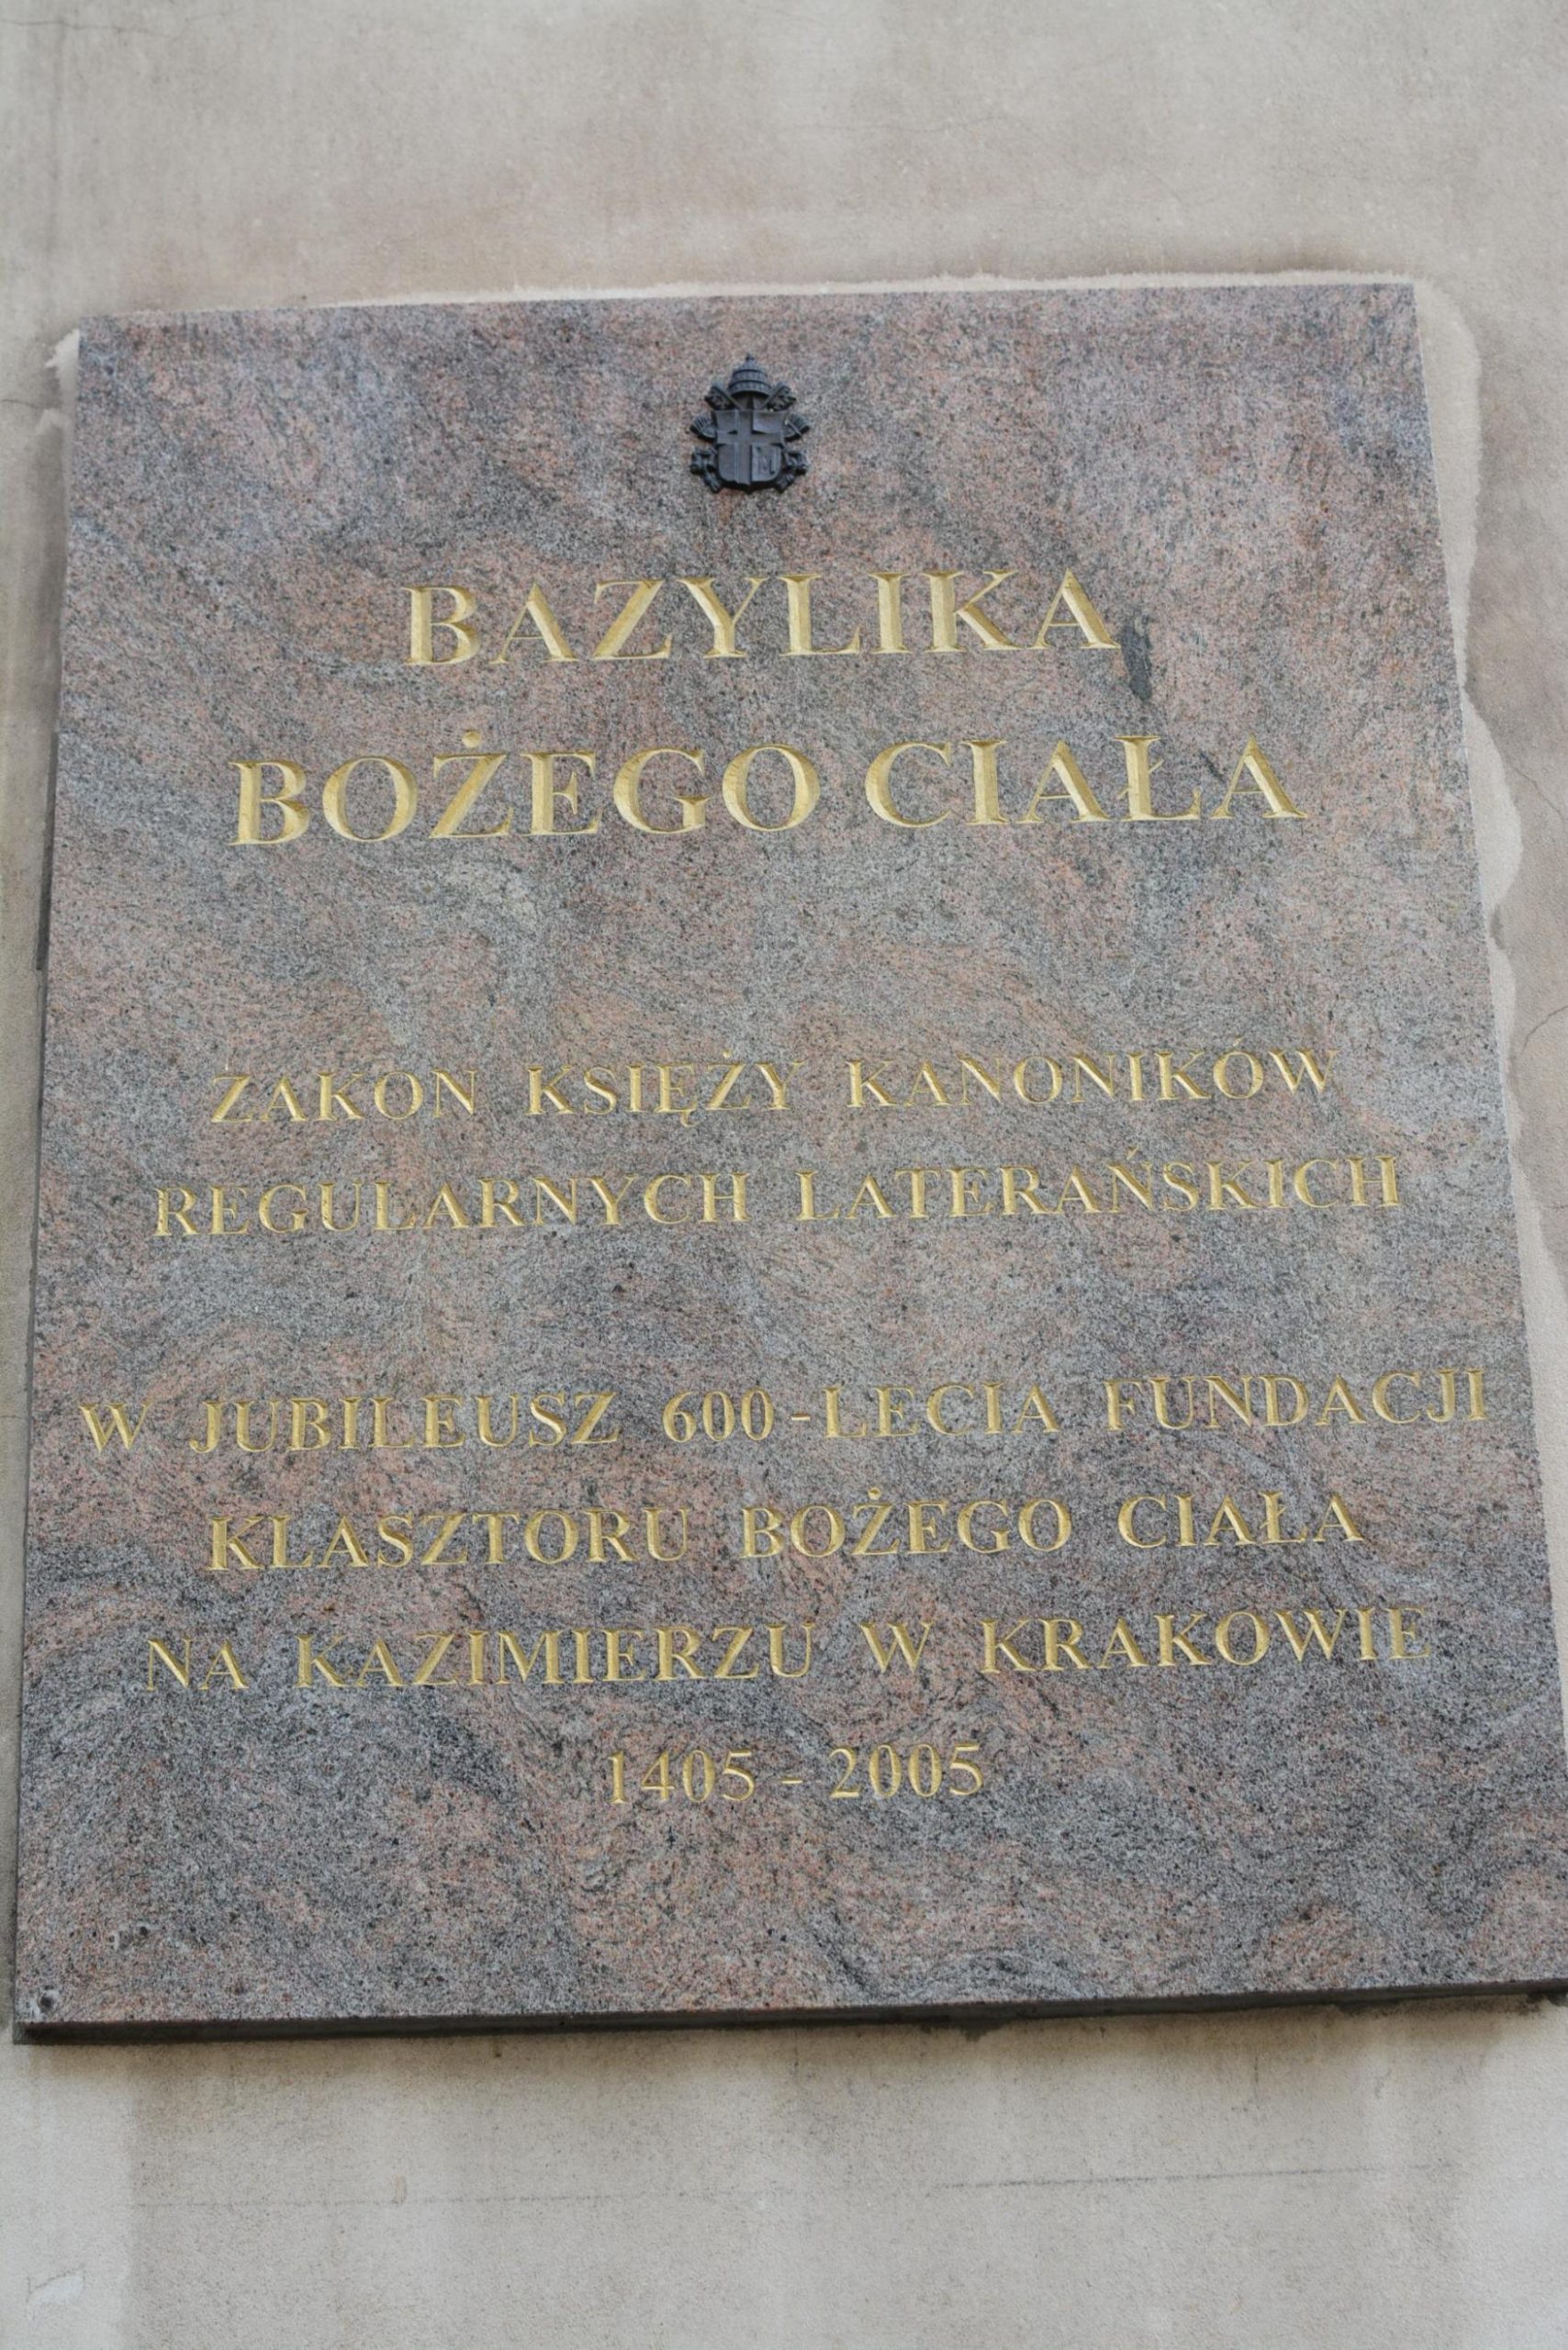 BAZYLIKA
BOŻEGO CIAŁA
ZAKON KSIĘŻY KANONIKÓW
REGULARNYCH LATERAŃSKICH
W JUBILEUSZ 600-LECIA FUNDACJI
KLASZTORU BOŻEGO CIAŁA
NA KAZIMIERZU W KRAKOWIE
1405 - 2005